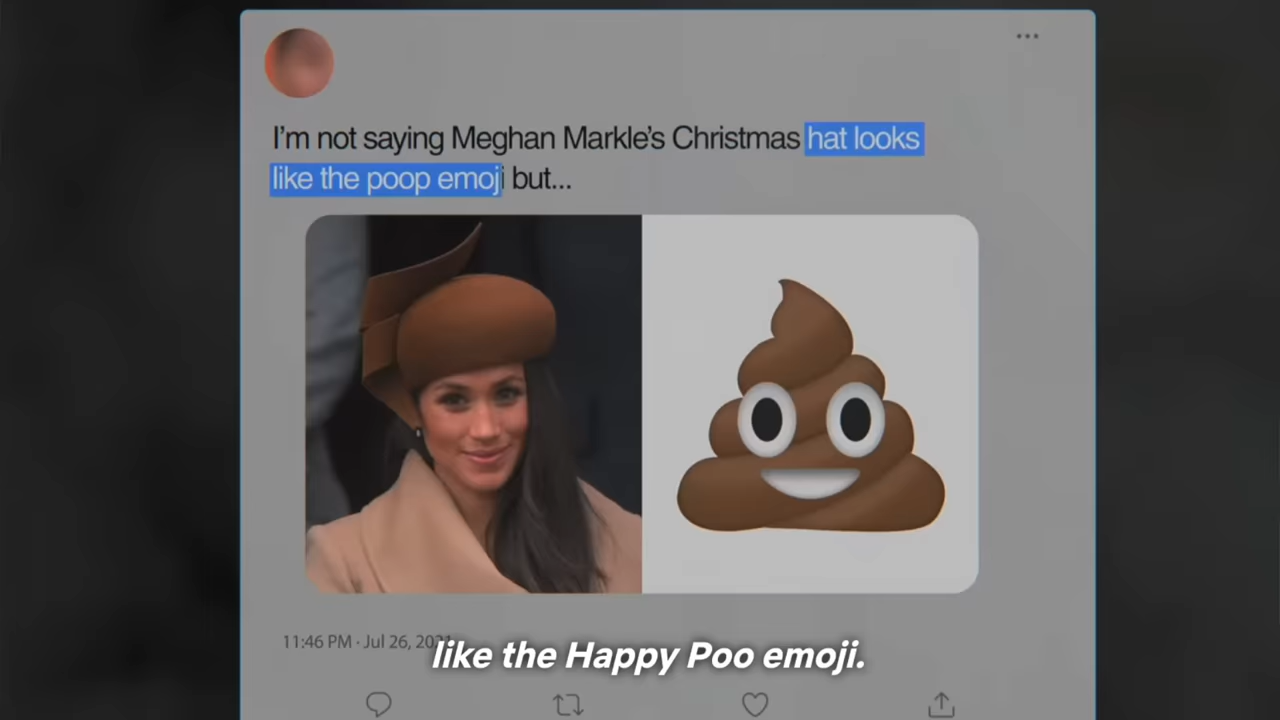 I'm not saying Meghan Markle's Christmas hat looks
like the poop emoji but...
11:46 PM · Jul 26, 2021
like the Happy Poo emoji.